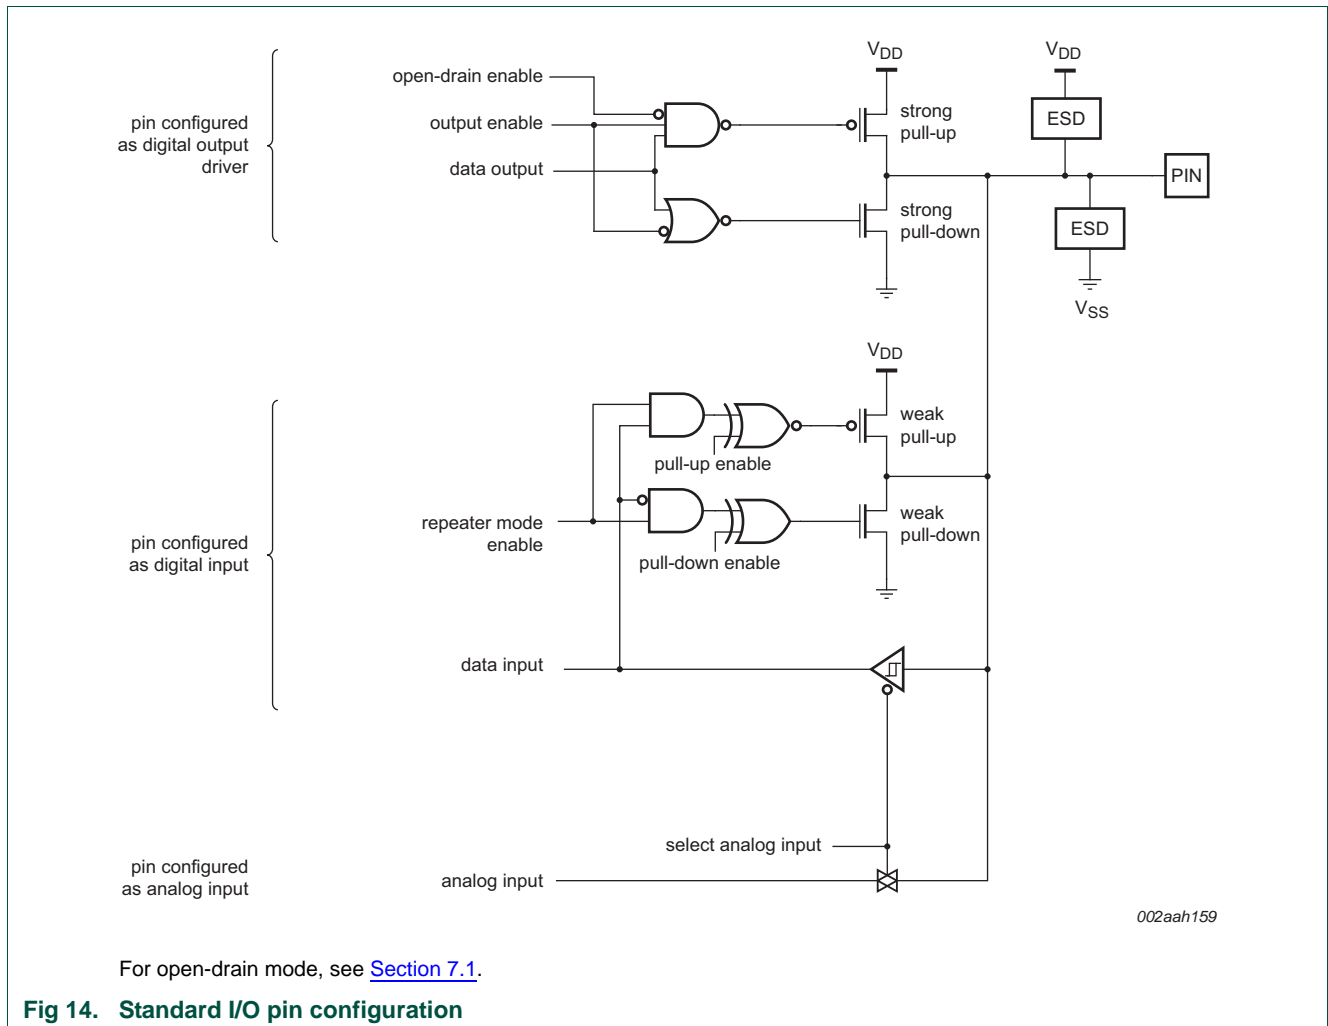 VDD
VDD
open-drain enable
strong
pull-up
ESD
pin configured
as digital output
driver
output enable
data output
PIN
strong
pull-down
ESD
VSS
VDD
weak
pull-up
pull-up enable
repeater mode
enable
weak
pull-down
pin configured
as digital input
pull-down enable
data input
select analog input
pin configured
as analog input
analog input
002aah159
For open-drain mode, see Section 7.1.
Fig 14. Standard I/O pin configuration